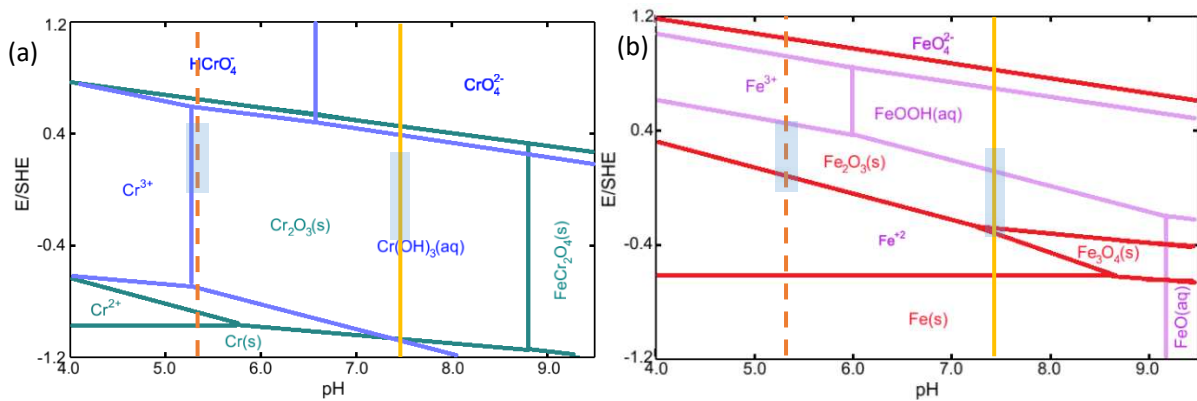 (a)
1.2
0.4
-0.4
-1.2
E/SHE
HCrO₄⁻
CrO₄²⁻
Cr³⁺
Cr₂O₃(s)
Cr(OH)₃(aq)
FeCr₂O₄(s)
Cr²⁺
Cr(s)
4.0 5.0 6.0 7.0 8.0 9.0
pH
(b)
1.2
0.4
-0.4
-1.2
E/SHE
FeO₄²⁻
Fe³⁺
FeOOH(aq)
Fe₂O₃(s)
Fe⁺²
Fe₃O₄(s)
Fe(s)
FeO(aq)
4.0 5.0 6.0 7.0 8.0 9.0
pH